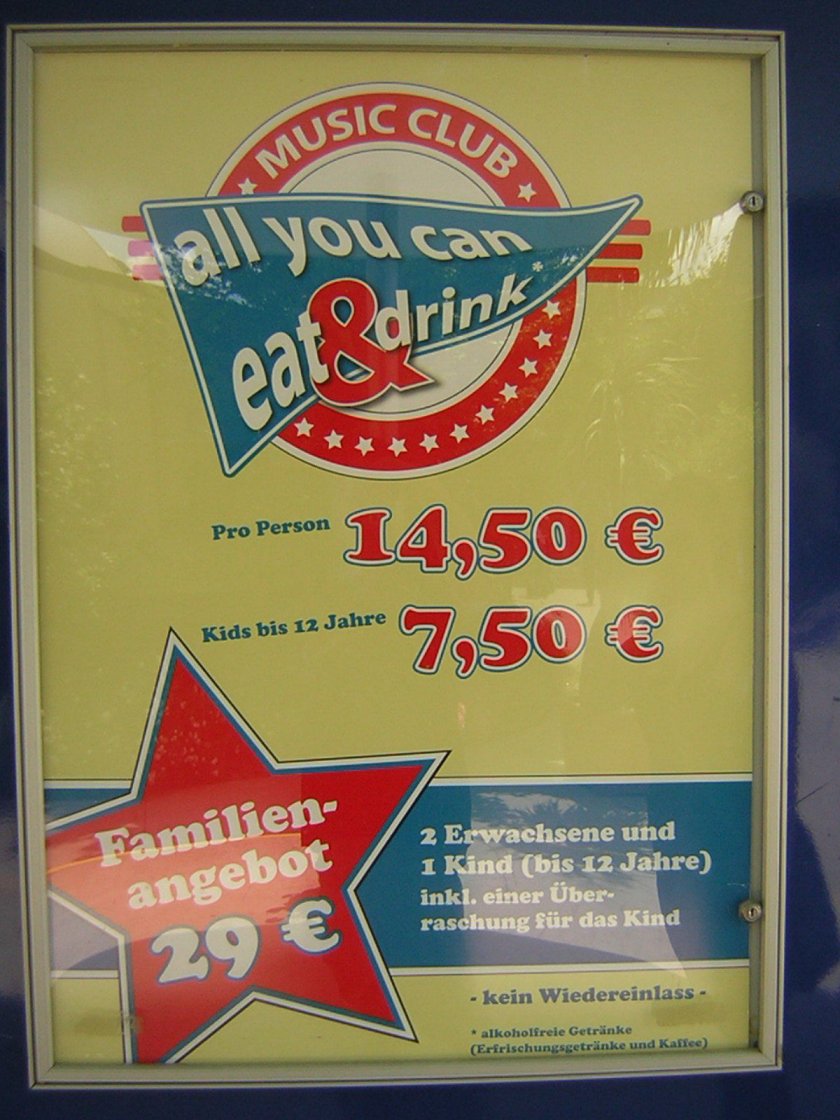 MUSIC CLUB
all you can
eat & drink*
Pro Person 14,50 €
Kids bis 12 Jahre 7,50 €
Familien-
angebot
29 €
2 Erwachsene und
1 Kind (bis 12 Jahre)
inkl. einer Über-
raschung für das Kind
- kein Wiedereinlass -
* alkoholfreie Getränke
(Erfrischungsgetränke und Kaffee)